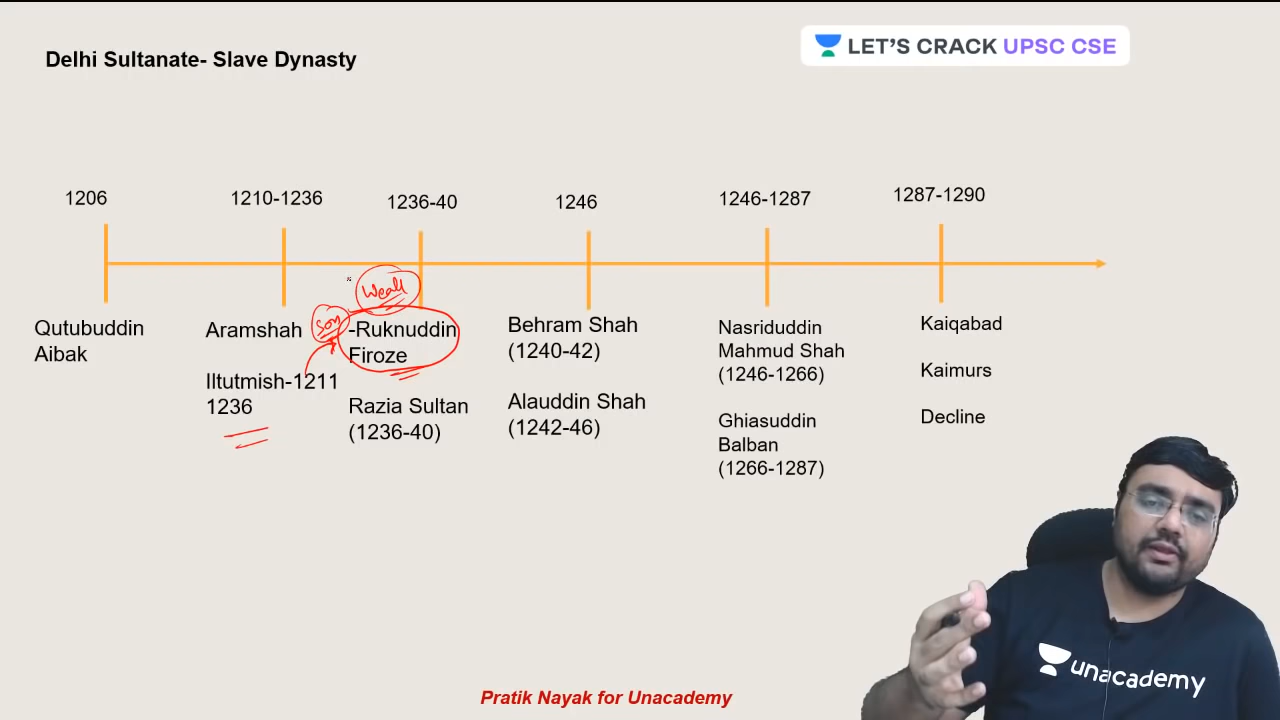 Delhi Sultanate- Slave Dynasty
LET'S CRACK UPSC CSE
1206
1210-1236
1236-40
1246
1246-1287
1287-1290
Qutubuddin
Aibak
Aramshah
Iltutmish-1211
1236
Son
Weak
-Ruknuddin
Firoze
Razia Sultan
(1236-40)
Behram Shah
(1240-42)
Alauddin Shah
(1242-46)
Nasriduddin
Mahmud Shah
(1246-1266)
Ghiasuddin
Balban
(1266-1287)
Kaiqabad
Kaimurs
Decline
unacademy
Pratik Nayak for Unacademy